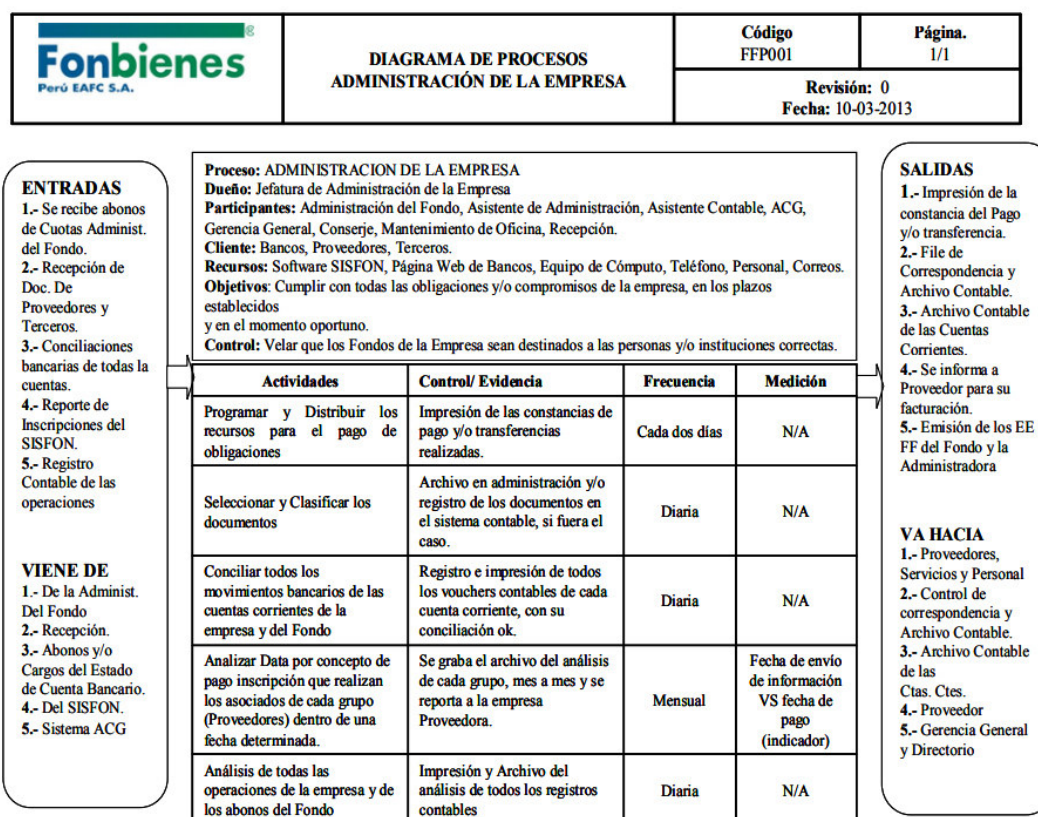 Fonbienes®
Perú EAFC S.A.
DIAGRAMA DE PROCESOS
ADMINISTRACIÓN DE LA EMPRESA
Código
FFP001
Página.
1/1
Revisión: 0
Fecha: 10-03-2013
ENTRADAS
1.- Se recibe abonos
de Cuotas Administ.
del Fondo.
2.- Recepción de
Doc. De
Proveedores y
Terceros.
3.- Conciliaciones
bancarias de todas la
cuentas.
4.- Reporte de
Inscripciones del
SISFON.
5.- Registro
Contable de las
operaciones
VIENE DE
1.- De la Administ.
Del Fondo
2.- Recepción.
3.- Abonos y/o
Cargos del Estado
de Cuenta Bancario.
4.- Del SISFON.
5.- Sistema ACG
Proceso: ADMINISTRACION DE LA EMPRESA
Dueño: Jefatura de Administración de la Empresa
Participantes: Administración del Fondo, Asistente de Administración, Asistente Contable, ACG,
Gerencia General, Conserje, Mantenimiento de Oficina, Recepción.
Cliente: Bancos, Proveedores, Terceros.
Recursos: Software SISFON, Página Web de Bancos, Equipo de Cómputo, Teléfono, Personal, Correos.
Objetivos: Cumplir con todas las obligaciones y/o compromisos de la empresa, en los plazos
establecidos
y en el momento oportuno.
Control: Velar que los Fondos de la Empresa sean destinados a las personas y/o instituciones correctas.
Actividades
Control/ Evidencia
Frecuencia
Medición
Programar y Distribuir los
recursos para el pago de
obligaciones
Impresión de las constancias de
pago y/o transferencias
realizadas.
Cada dos días
N/A
Seleccionar y Clasificar los
documentos
Archivo en administración y/o
registro de los documentos en
el sistema contable, si fuera el
caso.
Diaria
N/A
Conciliar todos los
movimientos bancarios de las
cuentas corrientes de la
empresa y del Fondo
Registro e impresión de todos
los vouchers contables de cada
cuenta corriente, con su
conciliación ok.
Diaria
N/A
Analizar Data por concepto de
pago inscripción que realizan
los asociados de cada grupo
(Proveedores) dentro de una
fecha determinada.
Se graba el archivo del análisis
de cada grupo, mes a mes y se
reporta a la empresa
Proveedora.
Mensual
Fecha de envío
de información
VS fecha de
pago
(indicador)
Análisis de todas las
operaciones de la empresa y de
los abonos del Fondo
Impresión y Archivo del
análisis de todos los registros
contables
Diaria
N/A
SALIDAS
1.- Impresión de la
constancia del Pago
y/o transferencia.
2.- File de
Correspondencia y
Archivo Contable.
3.- Archivo Contable
de las Cuentas
Corrientes.
4.- Se informa a
Proveedor para su
facturación.
5.- Emisión de los EE
FF del Fondo y la
Administradora
VA HACIA
1.- Proveedores,
Servicios y Personal
2.- Control de
correspondencia y
Archivo Contable.
3.- Archivo Contable
de las
Ctas. Ctes.
4.- Proveedor
5.- Gerencia General
y Directorio